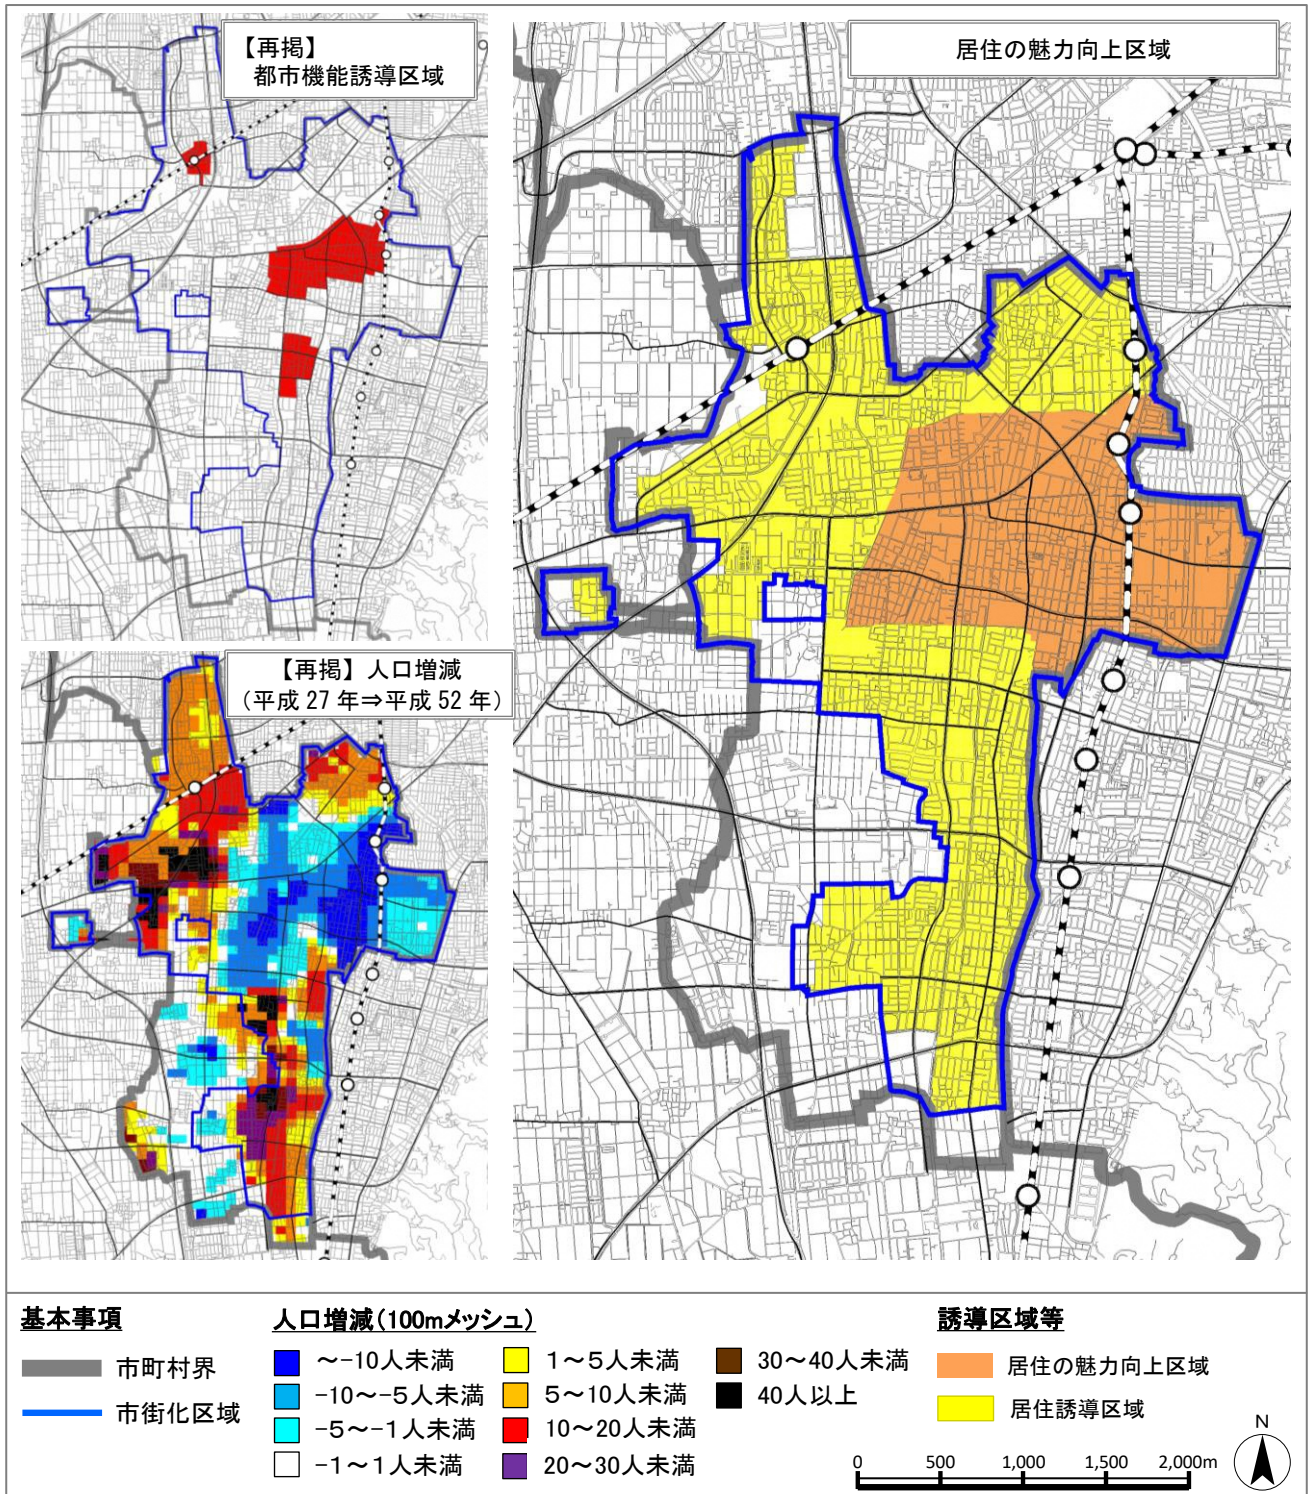 【再掲】
都市機能誘導区域
居住の魅力向上区域
【再掲】人口増減
（平成27年⇒平成52年）
基本事項
市町村界
市街化区域
人口増減（100mメッシュ）
～-10人未満
-10～-5人未満
-5～-1人未満
-1～1人未満
1～5人未満
5～10人未満
10～20人未満
20～30人未満
30～40人未満
40人以上
誘導区域等
居住の魅力向上区域
居住誘導区域
N
0 500 1,000 1,500 2,000m